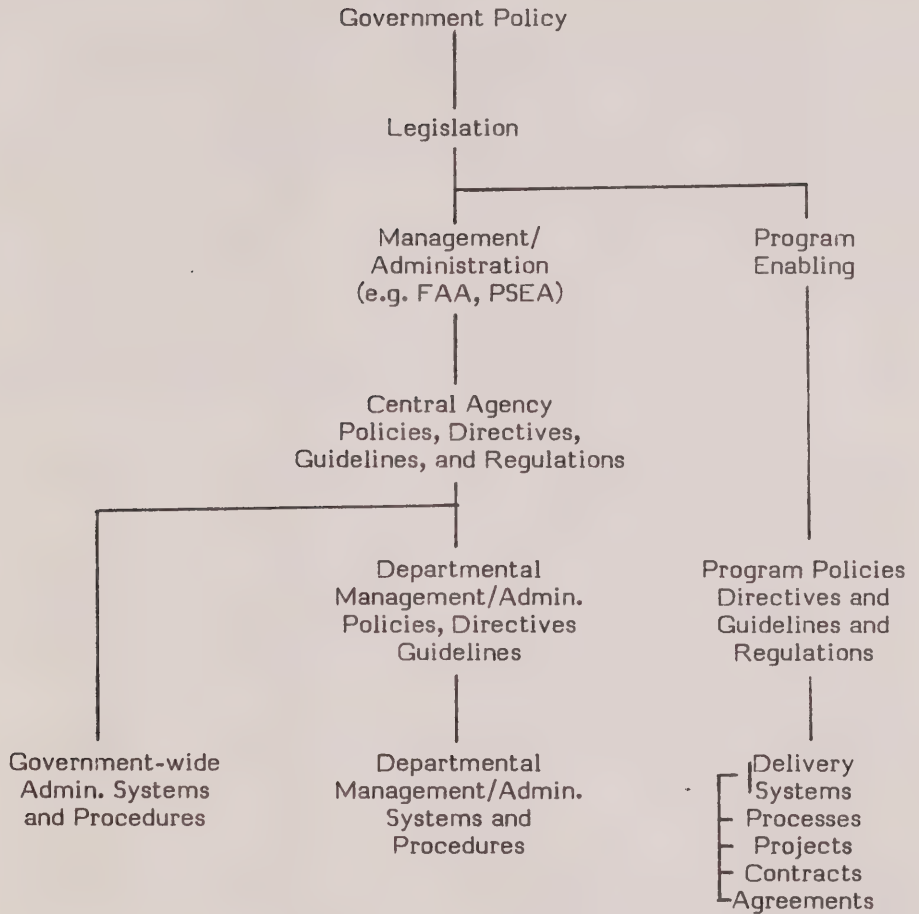 Government Policy
Legislation
Management/
Administration
(e.g. FAA, PSEA)
Program
Enabling
Central Agency
Policies, Directives,
Guidelines, and Regulations
Departmental
Management/Admin.
Policies, Directives
Guidelines
Program Policies
Directives and
Guidelines and
Regulations
Government-wide
Admin. Systems
and Procedures
Departmental
Management/Admin.
Systems and
Procedures
Delivery
Systems
Processes
Projects
Contracts
Agreements